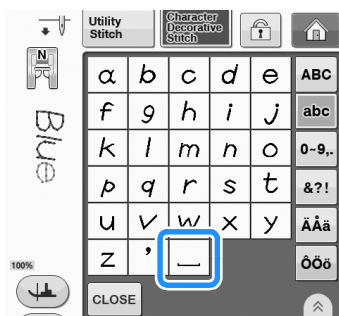 Utility Stitch
Character Decorative Stitch
N
a b c d e ABC
f g h i j abc
k l m n o 0~9,.
p q r s t &?!
u v w x y ÄÅä
z ’ ⎵ ôÖö
Blue
100%
CLOSE